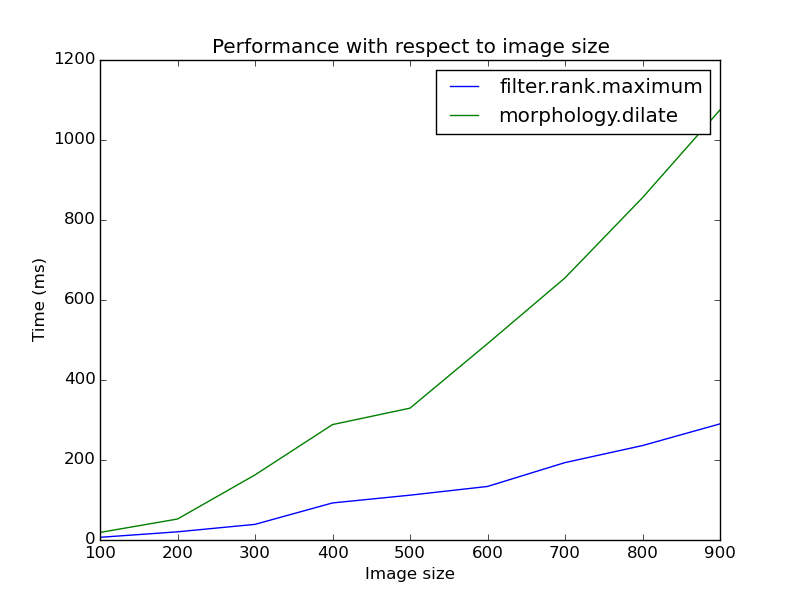 Performance with respect to image size
1200
1000
800
600
400
200
0
Time (ms)
filter.rank.maximum
morphology.dilate
100 200 300 400 500 600 700 800 900
Image size